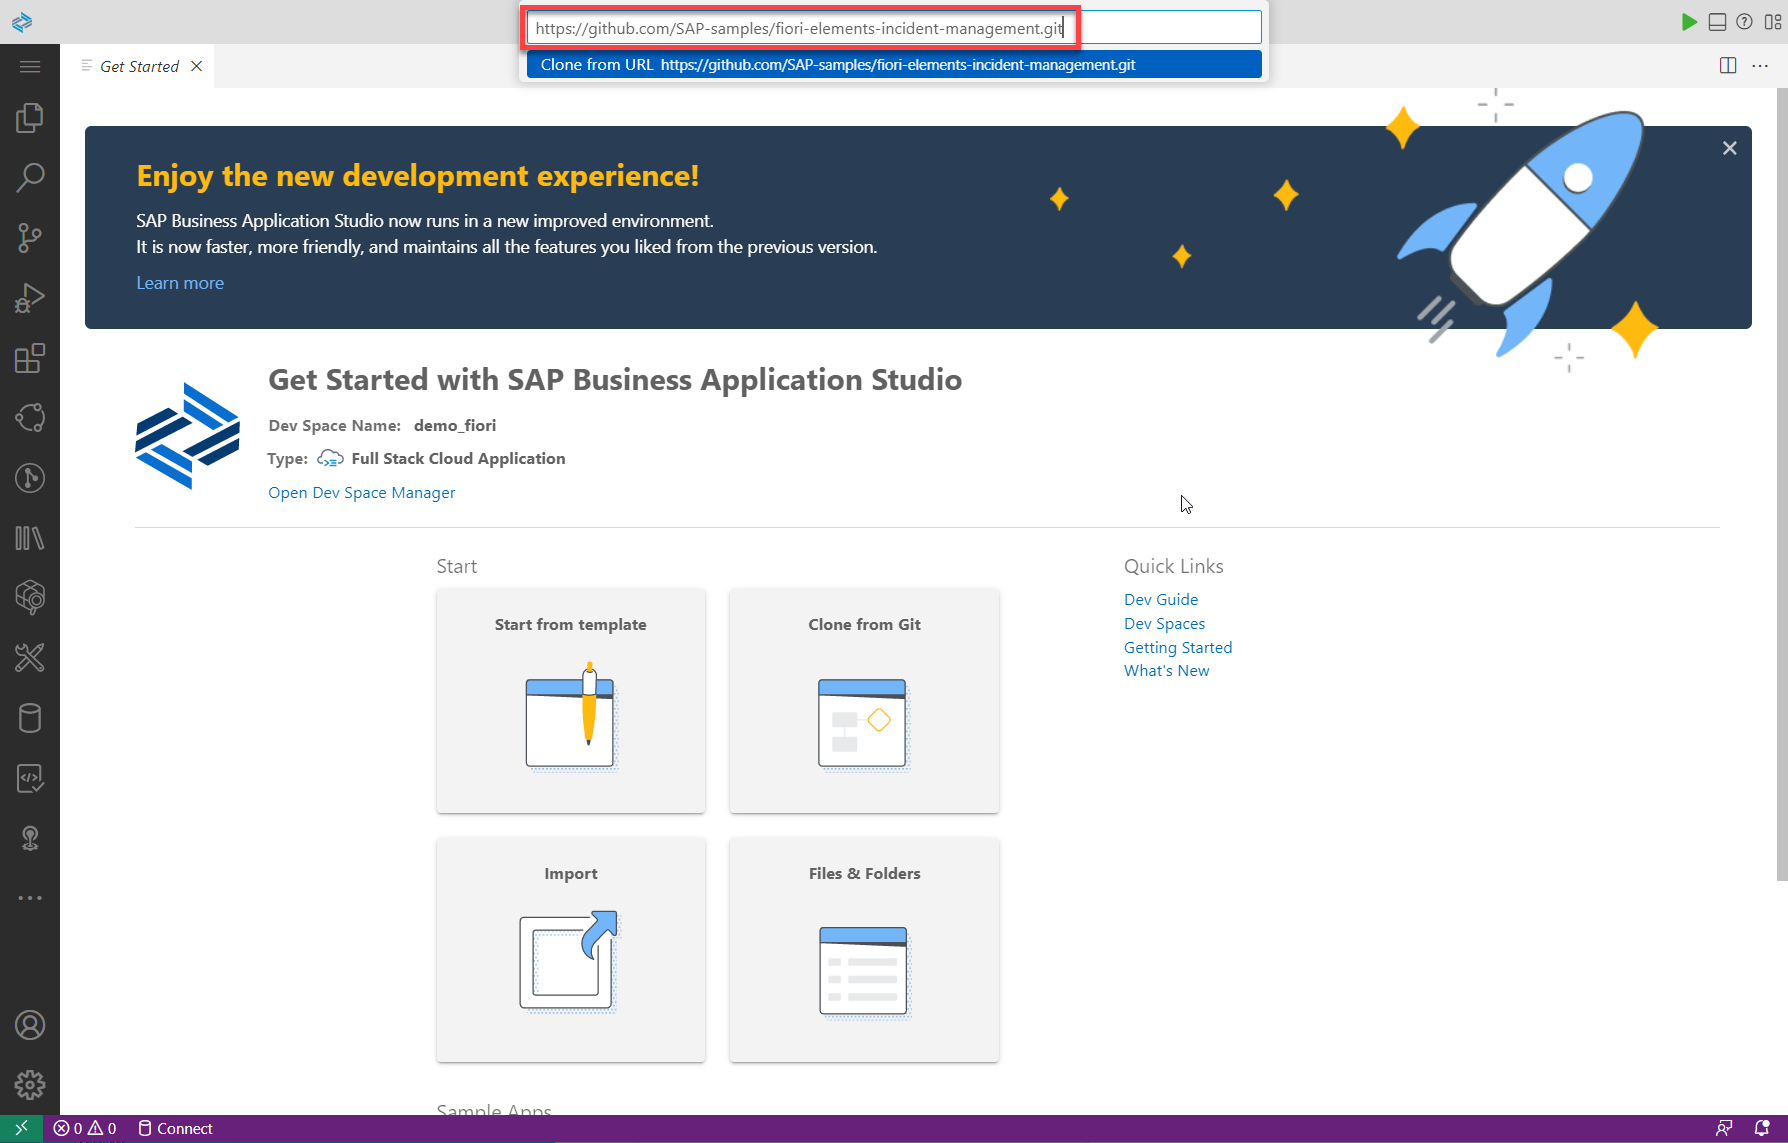 https://github.com/SAP-samples/fiori-elements-incident-management.git
Get Started
Clone from URL https://github.com/SAP-samples/fiori-elements-incident-management.git
Enjoy the new development experience!
SAP Business Application Studio now runs in a new improved environment.
It is now faster, more friendly, and maintains all the features you liked from the previous version.
Learn more
Get Started with SAP Business Application Studio
Dev Space Name: demo_fiori
Type: Full Stack Cloud Application
Open Dev Space Manager
Start
Start from template
Clone from Git
Import
Files & Folders
Quick Links
Dev Guide
Dev Spaces
Getting Started
What's New
Sample Apps
0 0 Connect